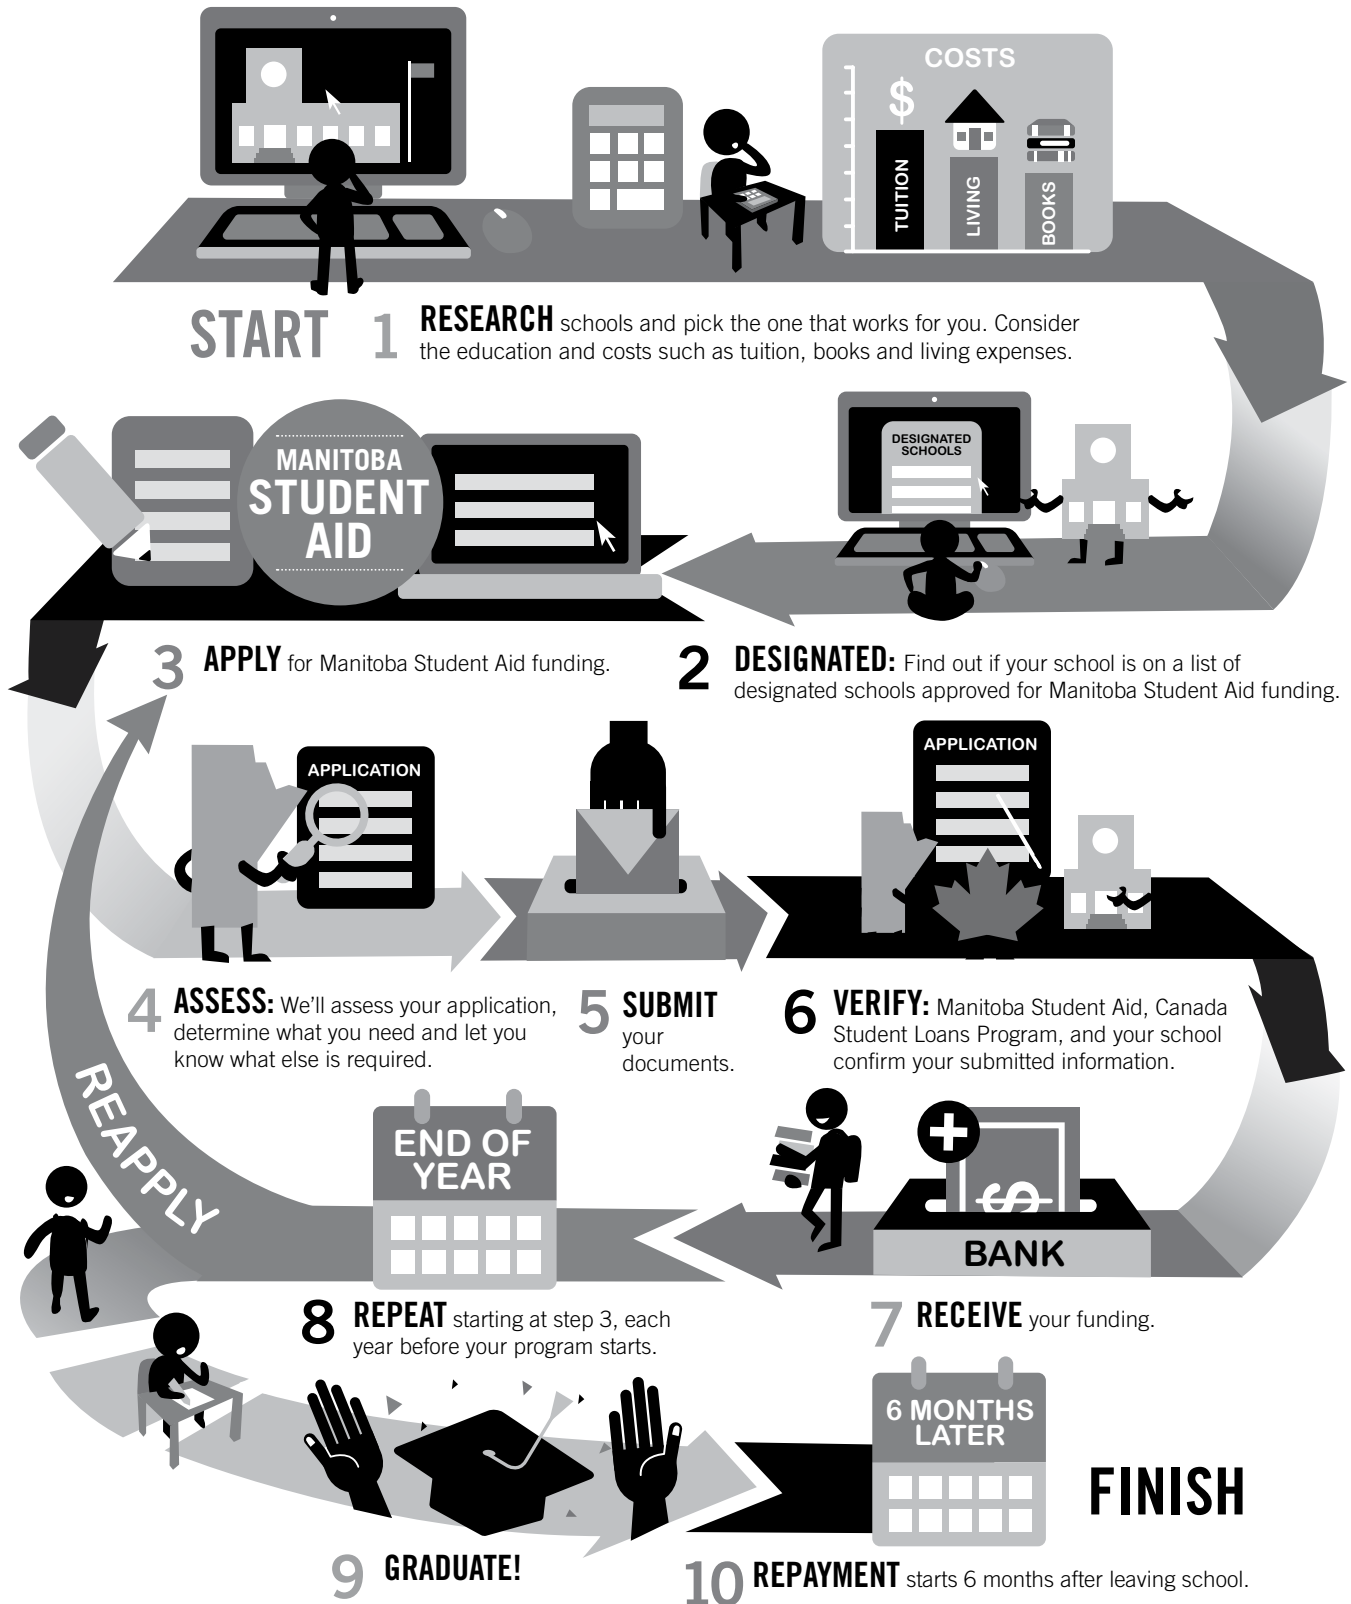 COSTS
$
TUITION
LIVING
BOOKS
START
1 RESEARCH schools and pick the one that works for you. Consider
the education and costs such as tuition, books and living expenses.
DESIGNATED
SCHOOLS
2 DESIGNATED: Find out if your school is on a list of
designated schools approved for Manitoba Student Aid funding.
MANITOBA
STUDENT
AID
3 APPLY for Manitoba Student Aid funding.
APPLICATION
4 ASSESS: We’ll assess your application,
determine what you need and let you
know what else is required.
5 SUBMIT
your
documents.
APPLICATION
6 VERIFY: Manitoba Student Aid, Canada
Student Loans Program, and your school
confirm your submitted information.
$
BANK
7 RECEIVE your funding.
END OF
YEAR
8 REPEAT starting at step 3, each
year before your program starts.
REAPPLY
9 GRADUATE!
6 MONTHS
LATER
10 REPAYMENT starts 6 months after leaving school.
FINISH